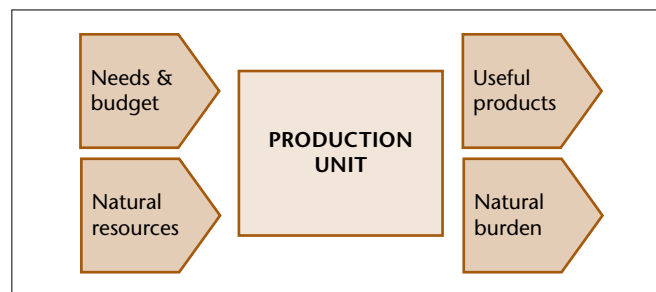 Needs &
budget
Natural
resources
PRODUCTION
UNIT
Useful
products
Natural
burden